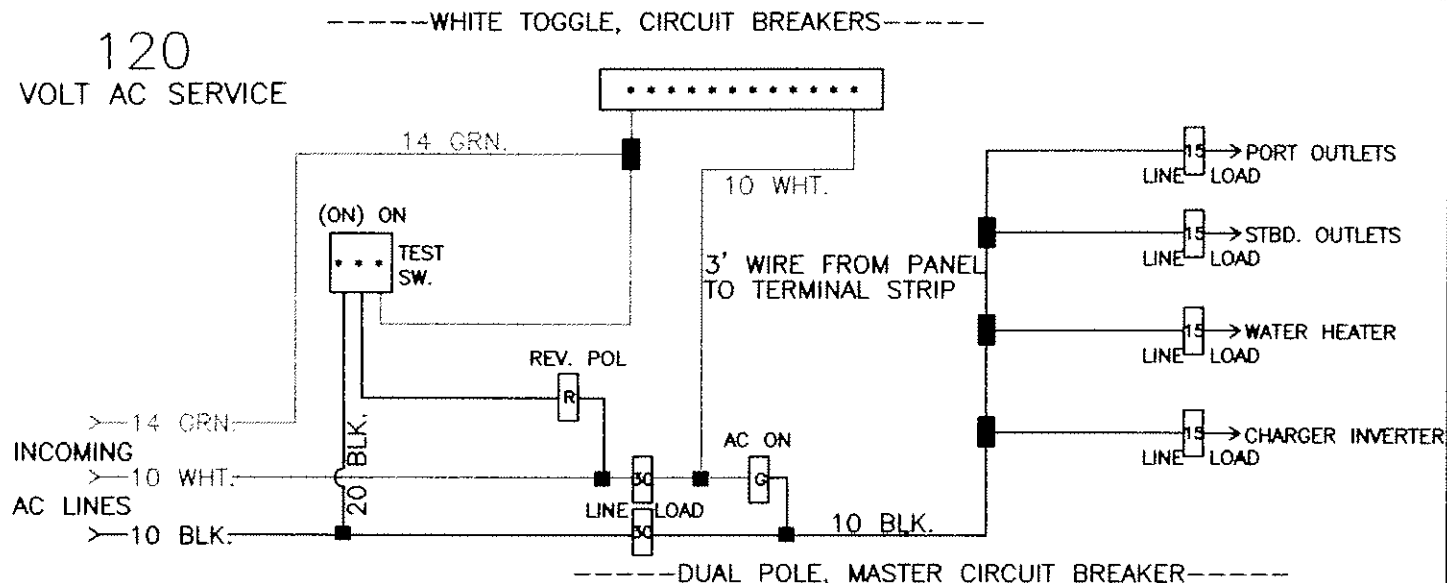 -----WHITE TOGGLE, CIRCUIT BREAKERS-----
120
VOLT AC SERVICE
14 GRN.
10 WHT.
(ON) ON
TEST
SW.
3' WIRE FROM PANEL
TO TERMINAL STRIP
15
PORT OUTLETS
LINE LOAD
15
STBD. OUTLETS
LINE LOAD
15
WATER HEATER
LINE LOAD
15
CHARGER INVERTER
LINE LOAD
REV. POL
R
AC ON
G
14 GRN.
INCOMING
10 WHT.
AC LINES
10 BLK.
20 BLK.
30
LINE LOAD
30
10 BLK.
-----DUAL POLE, MASTER CIRCUIT BREAKER-----